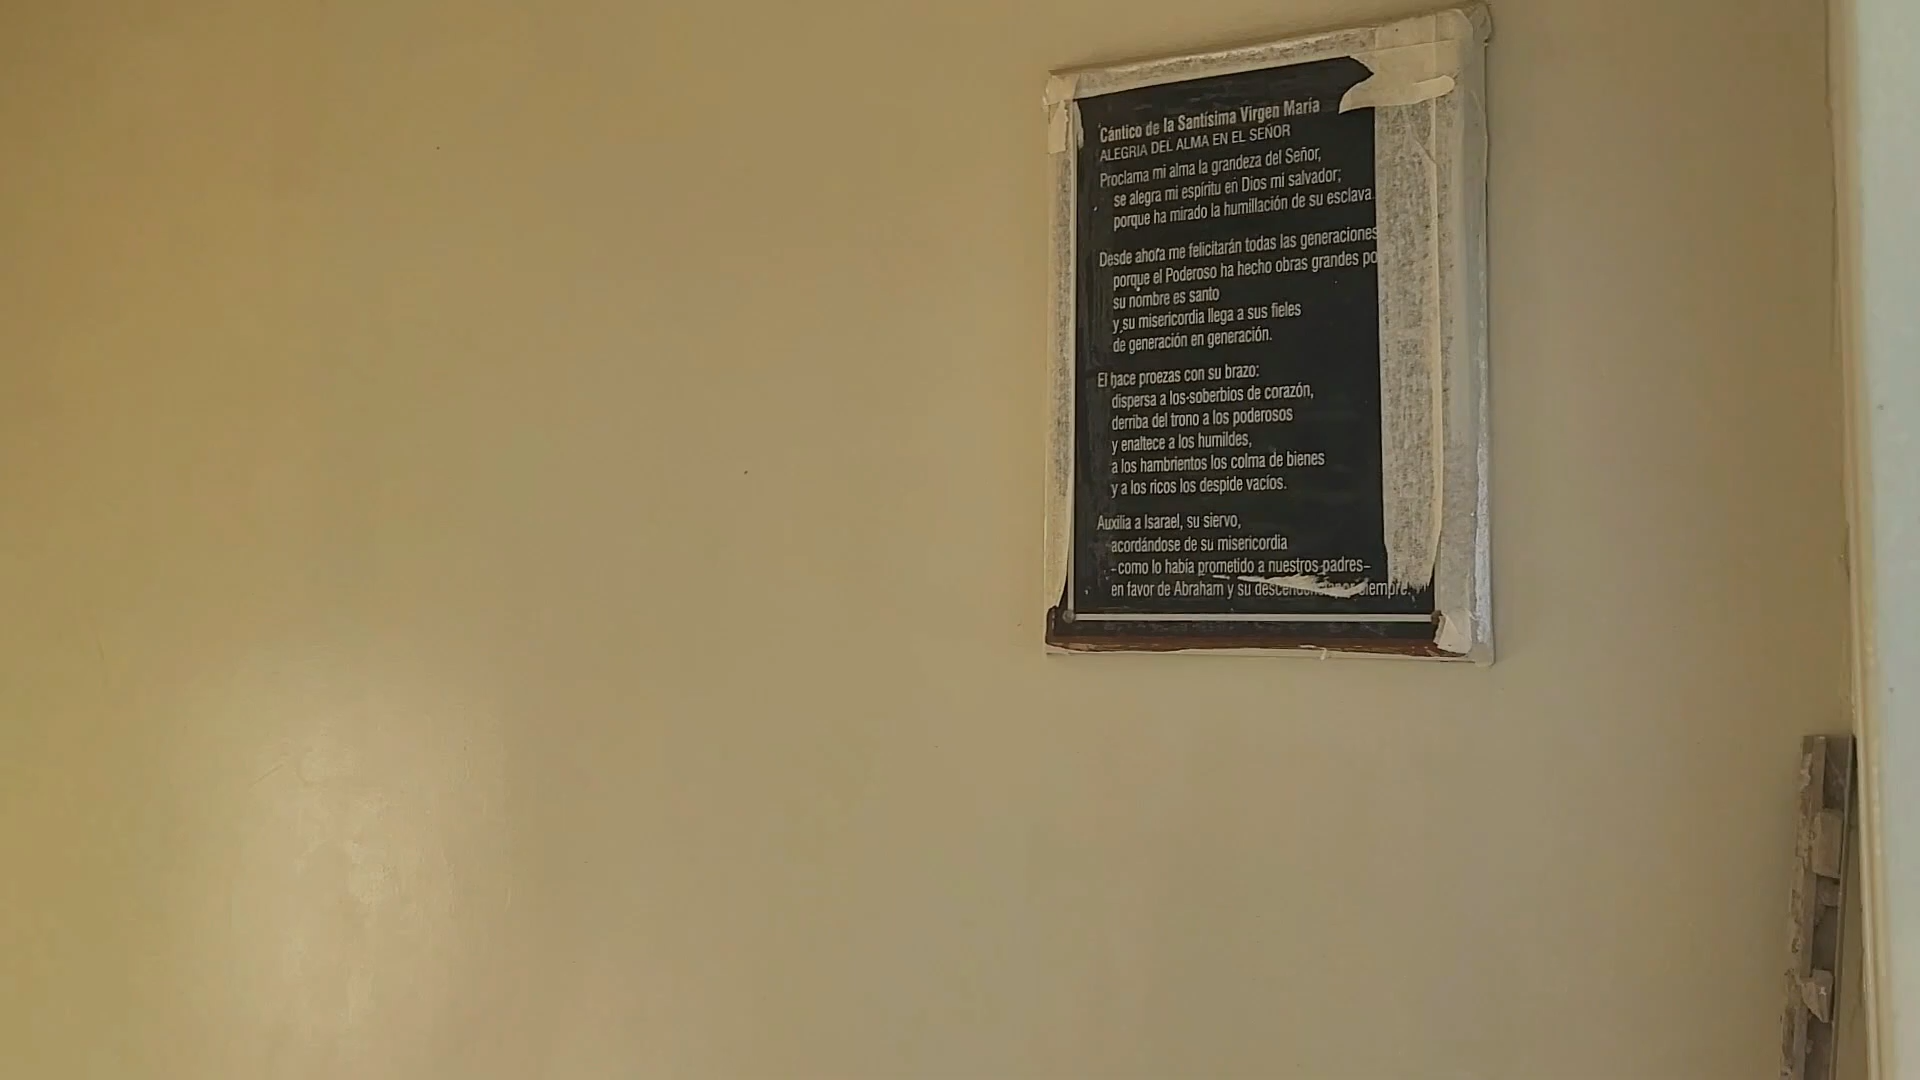 Cántico de la Santísima Virgen María
ALEGRIA DEL ALMA EN EL SEÑOR
Proclama mi alma la grandeza del Señor,
se alegra mi espíritu en Dios mi salvador;
porque ha mirado la humillación de su esclava.
Desde ahora me felicitarán todas las generaciones
porque el Poderoso ha hecho obras grandes po
su nombre es santo
y su misericordia llega a sus fieles
de generación en generación.
El hace proezas con su brazo:
dispersa a los soberbios de corazón,
derriba del trono a los poderosos
y enaltece a los humildes,
a los hambrientos los colma de bienes
y a los ricos los despide vacíos.
Auxilia a Isarael, su siervo,
acordándose de su misericordia
-como lo había prometido a nuestros padres-
en favor de Abraham y su siempre.